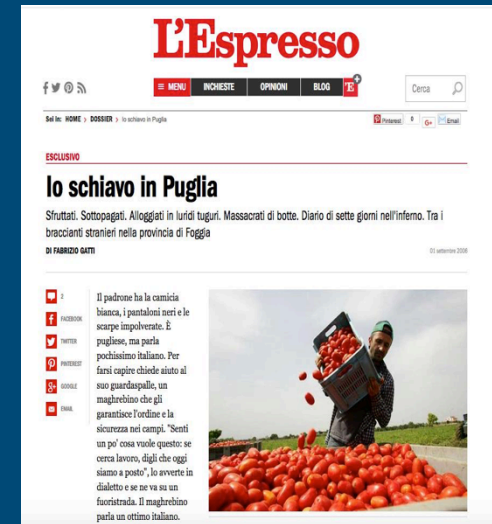 L'Espresso
MENU INCHIESTE OPINIONI BLOG 'E
Cerca
Sei in: HOME > DOSSIER > Io schiavo in Puglia
Pinterest 0 G+ Email
ESCLUSIVO
Io schiavo in Puglia
Sfruttati. Sottopagati. Alloggiati in luridi tuguri. Massacrati di botte. Diario di sette giorni nell'inferno. Tra i
braccianti stranieri nella provincia di Foggia
DI FABRIZIO GATTI
01 settembre 2006
2
FACEBOOK
TWITTER
PINTEREST
GOOGLE
EMAIL
Il padrone ha la camicia
bianca, i pantaloni neri e le
scarpe impolverate. È
pugliese, ma parla
pochissimo italiano. Per
farsi capire chiede aiuto al
suo guardaspalle, un
maghrebino che gli
garantisce l'ordine e la
sicurezza nei campi. "Senti
un po' cosa vuole questo: se
cerca lavoro, digli che oggi
siamo a posto", lo avverte in
dialetto e se ne va su un
fuoristrada. Il maghrebino
parla un ottimo italiano.